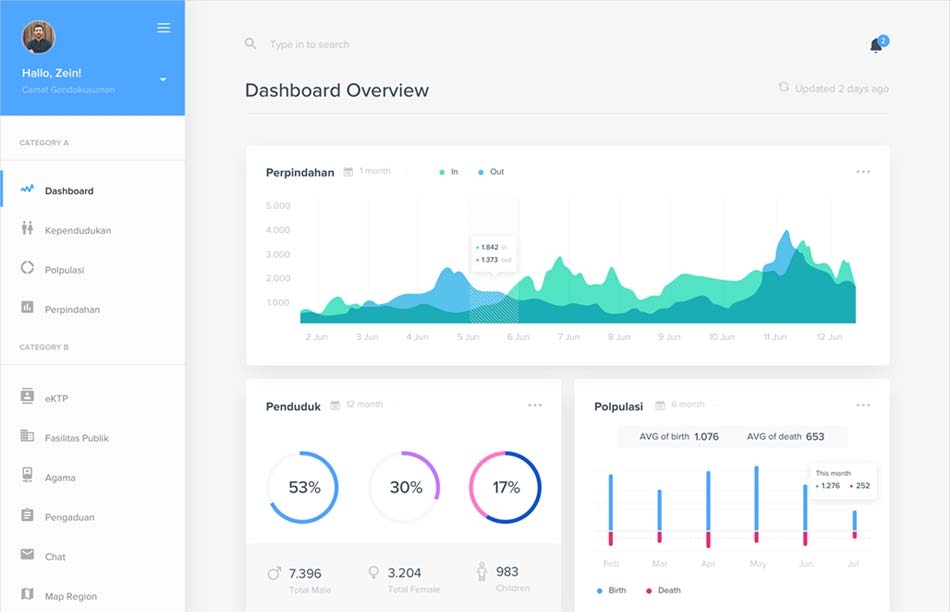 Hallo, Zein!
Camat Gondokusuman
CATEGORY A
Dashboard
Kependudukan
Polpulasi
Perpindahan
CATEGORY B
eKTP
Fasilitas Publik
Agama
Pengaduan
Chat
Map Region
Type in to search
2
Dashboard Overview
Updated 2 days ago
Perpindahan
1 month
In
Out
5.000
4.000
3.000
2.000
1.000
1.842 in
1.373 out
2 Jun 3 Jun 4 Jun 5 Jun 6 Jun 7 Jun 8 Jun 9 Jun 10 Jun 11 Jun 12 Jun
Penduduk
12 month
53%
30%
17%
7.396
Total Male
3.204
Total Female
983
Children
Polpulasi
6 month
AVG of birth 1.076
AVG of death 653
This month
1.276 252
Feb Mar Apr May Jun Jul
Birth
Death